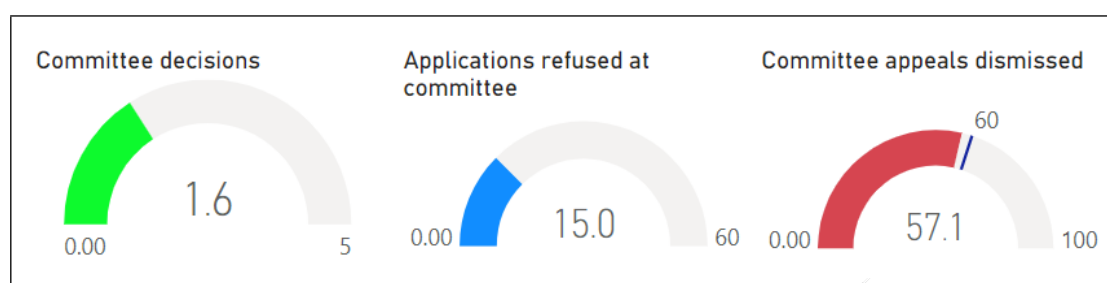 Committee decisions
1.6
0.00
5
Applications refused at
committee
15.0
0.00
60
Committee appeals dismissed
60
57.1
0.00
100